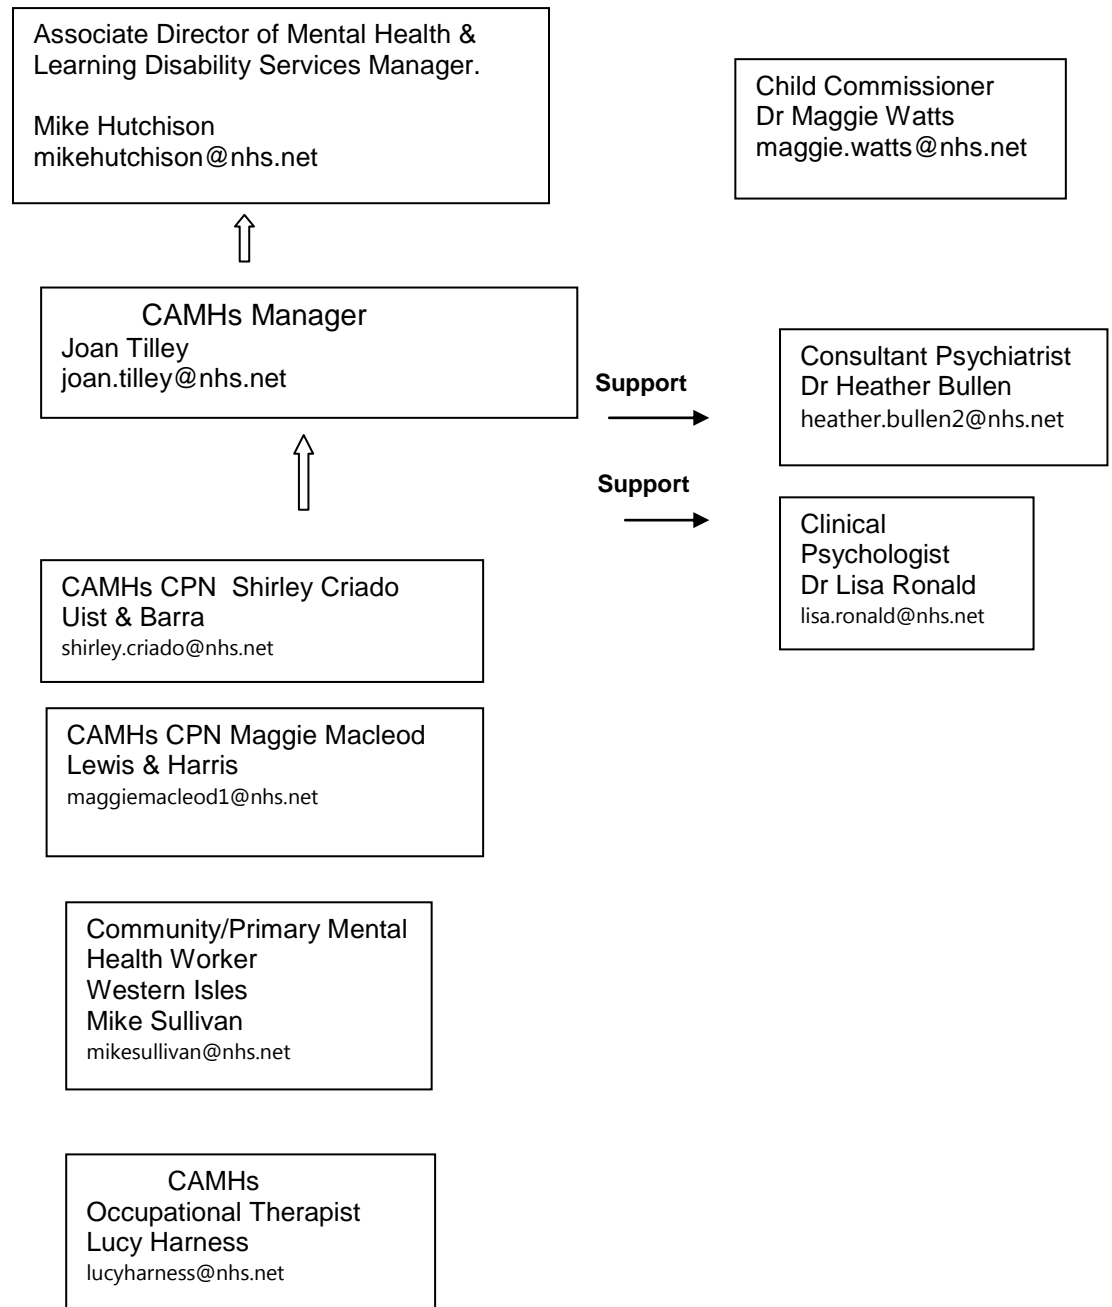 Associate Director of Mental Health &
Learning Disability Services Manager.
Mike Hutchison
mikehutchison@nhs.net
Child Commissioner
Dr Maggie Watts
maggie.watts@nhs.net
CAMHs Manager
Joan Tilley
joan.tilley@nhs.net
Support
Consultant Psychiatrist
Dr Heather Bullen
heather.bullen2@nhs.net
Support
Clinical
Psychologist
Dr Lisa Ronald
lisa.ronald@nhs.net
CAMHs CPN  Shirley Criado
Uist & Barra
shirley.criado@nhs.net
CAMHs CPN Maggie Macleod
Lewis & Harris
maggiemacleod1@nhs.net
Community/Primary Mental
Health Worker
Western Isles
Mike Sullivan
mikesullivan@nhs.net
CAMHs
Occupational Therapist
Lucy Harness
lucyharness@nhs.net